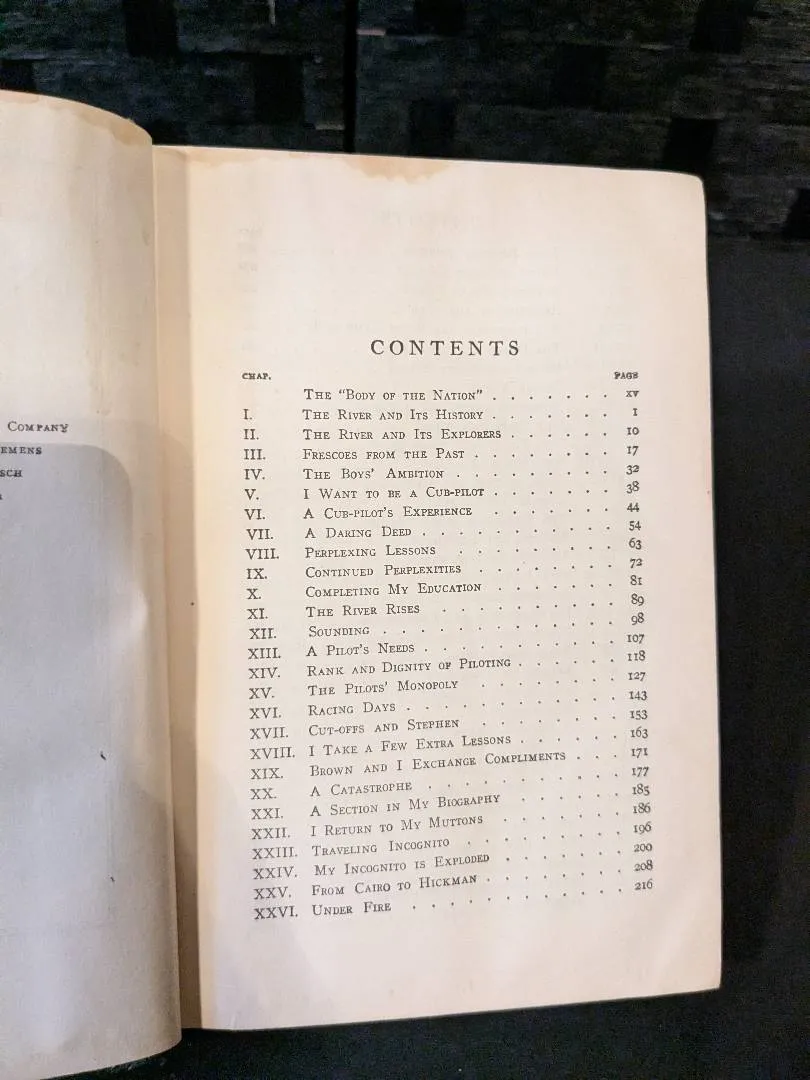 COMPANY
EMENS
SCH
CONTENTS
CHAP. PAGE
THE "BODY OF THE NATION" . . . . . . . xv
I. THE RIVER AND ITS HISTORY . . . . . . . 1
II. THE RIVER AND ITS EXPLORERS . . . . . . 10
III. FRESCOES FROM THE PAST . . . . . . . . 17
IV. THE BOYS' AMBITION . . . . . . . . 32
V. I WANT TO BE A CUB-PILOT . . . . . . . 38
VI. A CUB-PILOT'S EXPERIENCE . . . . . . . 44
VII. A DARING DEED . . . . . . . . . . 54
VIII. PERPLEXING LESSONS . . . . . . . . 63
IX. CONTINUED PERPLEXITIES . . . . . . . 72
X. COMPLETING MY EDUCATION . . . . . . . 81
XI. THE RIVER RISES . . . . . . . . . 89
XII. SOUNDING . . . . . . . . . . . 98
XIII. A PILOT'S NEEDS . . . . . . . . . . 107
XIV. RANK AND DIGNITY OF PILOTING . . . . . . 118
XV. THE PILOTS' MONOPOLY . . . . . . . 127
XVI. RACING DAYS . . . . . . . . . . . 143
XVII. CUT-OFFS AND STEPHEN . . . . . . . 153
XVIII. I TAKE A FEW EXTRA LESSONS . . . . . . 163
XIX. BROWN AND I EXCHANGE COMPLIMENTS . . . 171
XX. A CATASTROPHE . . . . . . . . . . 177
XXI. A SECTION IN MY BIOGRAPHY . . . . . . 185
XXII. I RETURN TO MY MUTTONS . . . . . . . 186
XXIII. TRAVELING INCOGNITO . . . . . . . . 196
XXIV. MY INCOGNITO IS EXPLODED . . . . . . . 200
XXV. FROM CAIRO TO HICKMAN . . . . . . . . 208
XXVI. UNDER FIRE . . . . . . . . . . . 216